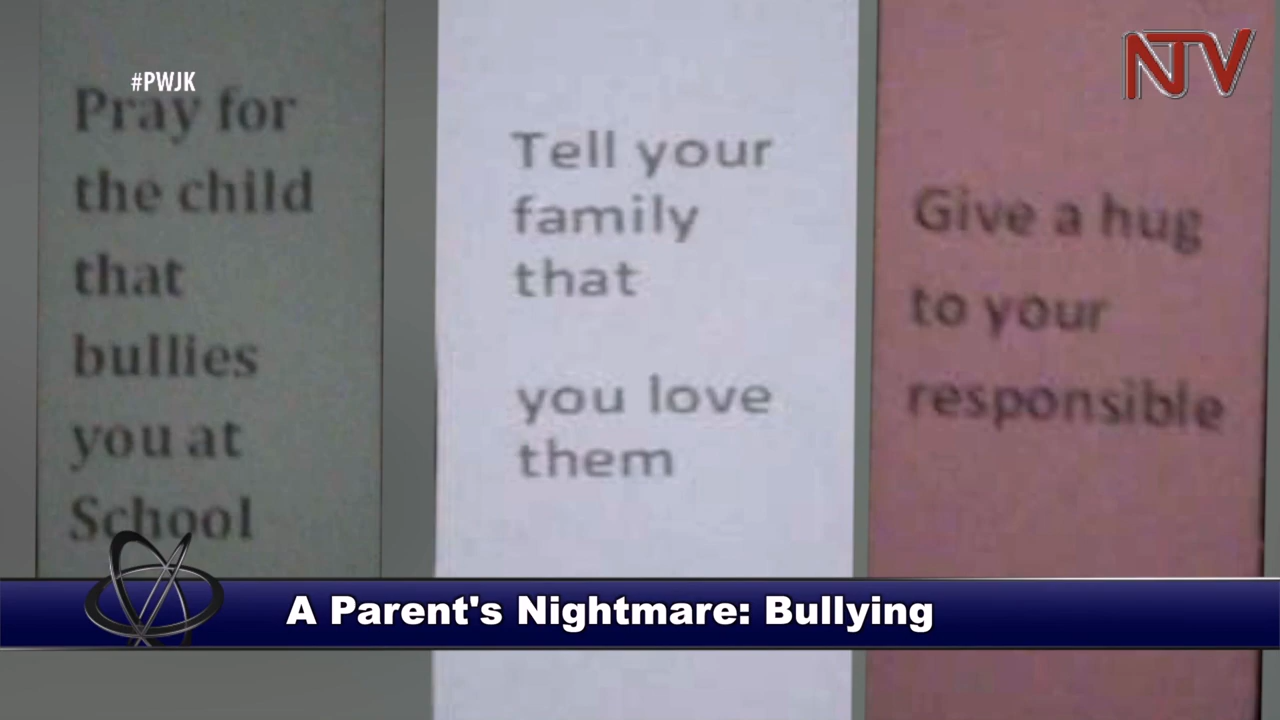 #PWJK
NTV
Pray for
the child
that
bullies
you at
School
Tell your
family
that
you love
them
Give a hug
to your
responsible
A Parent's Nightmare: Bullying